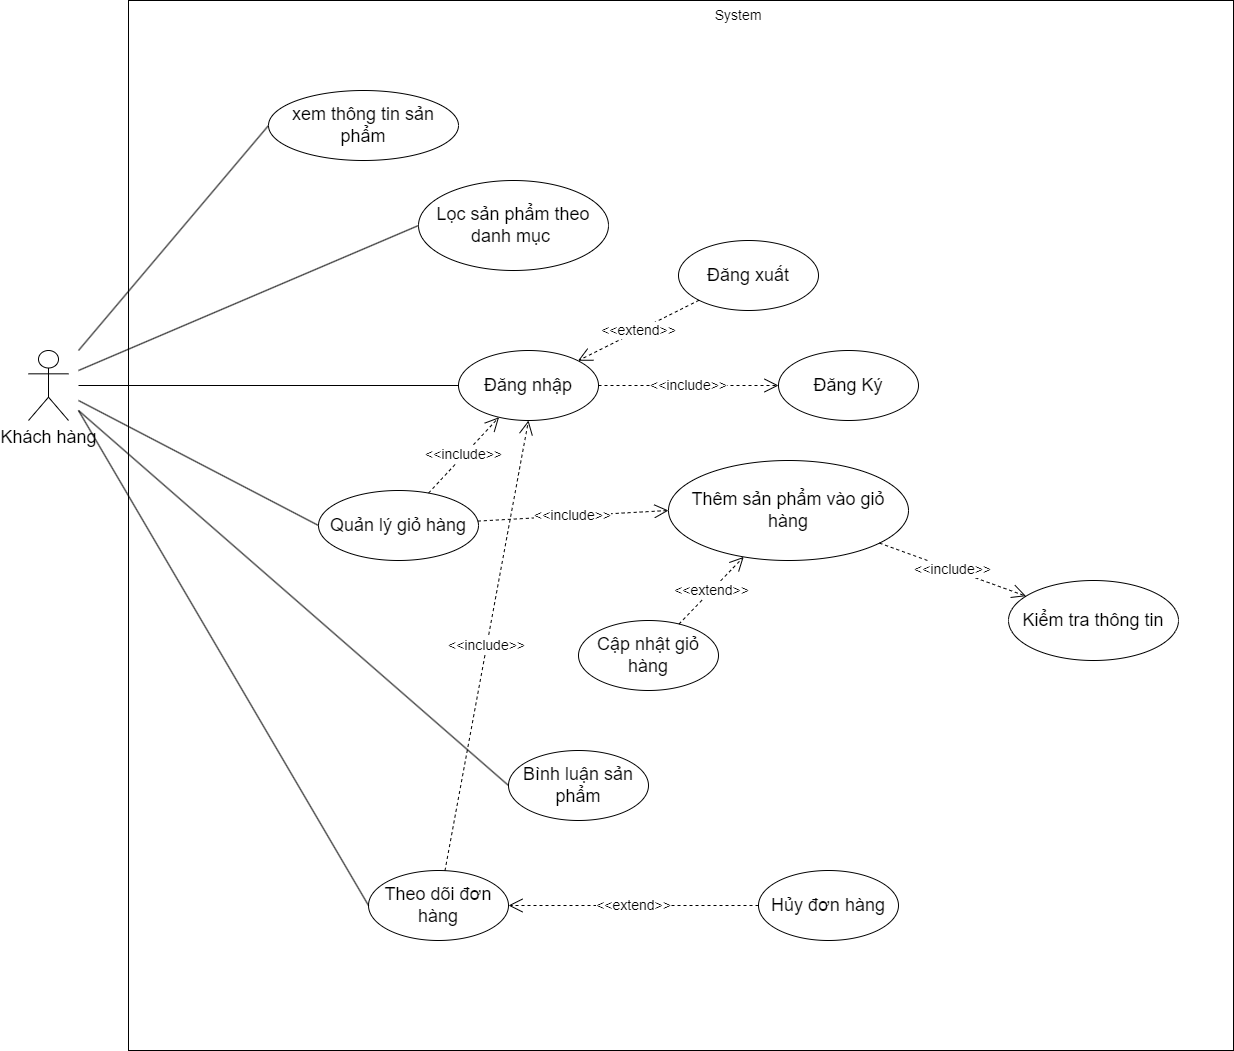 System
xem thông tin sản
phẩm
Lọc sản phẩm theo
danh mục
Đăng xuất
<<extend>>
Đăng nhập
<<include>>
Đăng Ký
Khách hàng
<<include>>
Quản lý giỏ hàng
<<include>>
Thêm sản phẩm vào giỏ
hàng
<<extend>>
<<include>>
Cập nhật giỏ
hàng
Kiểm tra thông tin
<<include>>
Bình luận sản
phẩm
Theo dõi đơn
hàng
<<extend>>
Hủy đơn hàng